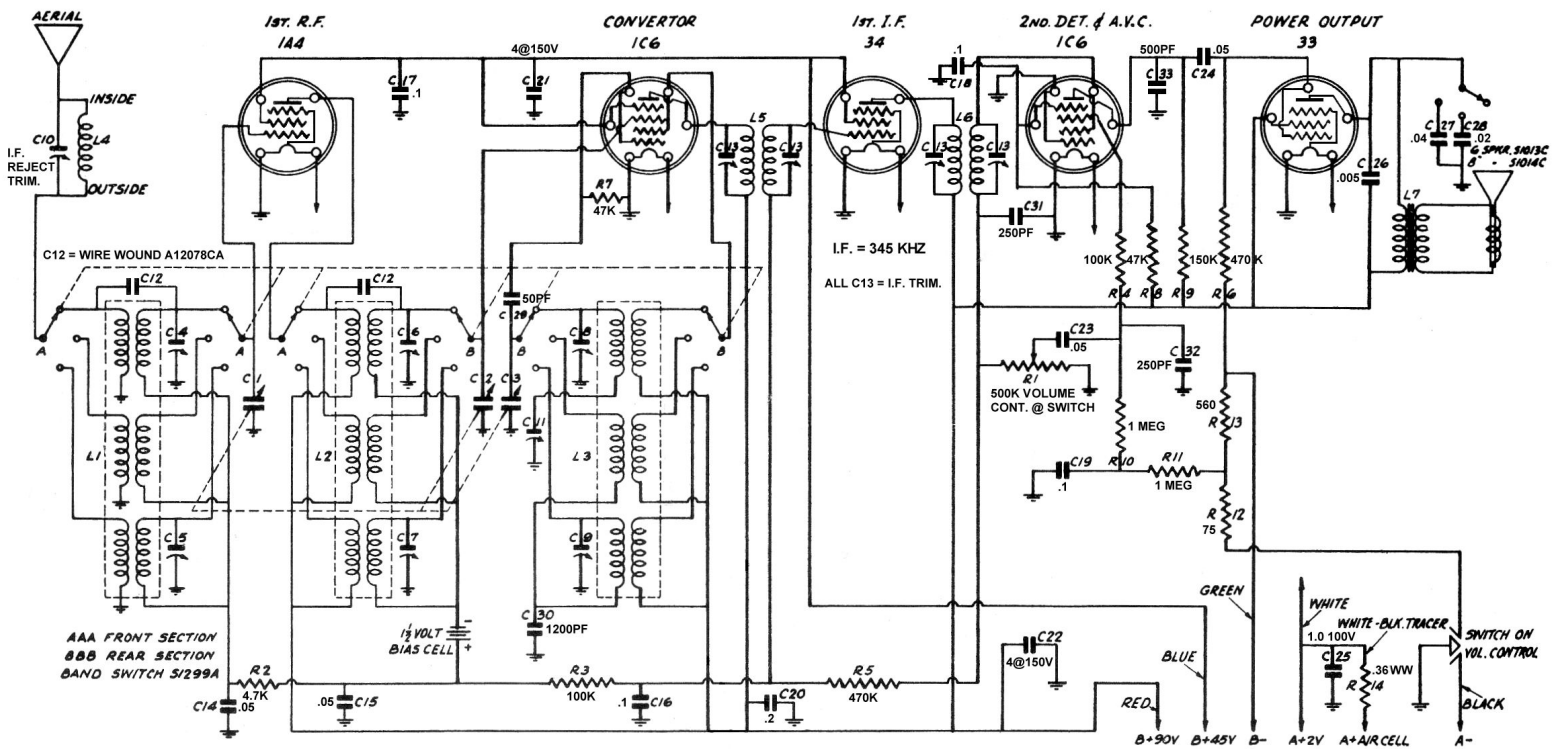 AERIAL
1ST. R.F.
1A4
CONVERTOR
1C6
1ST. I.F.
34
2ND. DET. & A.V.C.
1C6
POWER OUTPUT
33
4@150V
C17
.1
C21
.1
C18
500PF
C33
.05
C24
INSIDE
C10
L4
I.F.
REJECT
TRIM.
OUTSIDE
L5
C13
C13
L6
C13
C13
C27
.04
C28
.02
6 SPKR. S1013C
8" - S1014C
C26
.005
L7
R7
47K
C31
250PF
I.F. = 345 KHZ
ALL C13 = I.F. TRIM.
100K
R4
47K
R8
150K
R9
470K
R6
C12 = WIRE WOUND A12078CA
C12
C12
50PF
C29
C4
C6
C8
A
A
A
B
B
B
C1
C2
C3
C11
C23
.05
R1
500K VOLUME
CONT. @ SWITCH
C32
250PF
560
R13
1 MEG
R10
R11
1 MEG
C19
.1
R12
75
L1
L2
L3
C5
C7
C9
C30
1200PF
1½ VOLT
BIAS CELL
-
+
AAA FRONT SECTION
BBB REAR SECTION
BAND SWITCH S1299A
R2
4.7K
C14
.05
.05
C15
R3
100K
.1
C16
C20
.2
R5
470K
C22
4@150V
GREEN
WHITE
WHITE-BLK. TRACER
1.0 100V
C25
.36WW
R14
SWITCH ON
VOL. CONTROL
BLUE
RED
BLACK
B+90V
B+45V
B-
A+2V
A+AIRCELL
A-